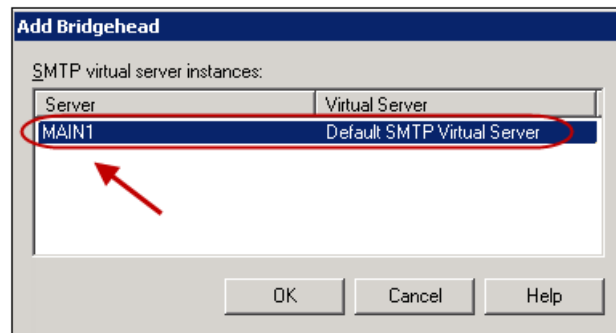 Add Bridgehead
SMTP virtual server instances:
Server Virtual Server
MAIN1 Default SMTP Virtual Server
OK Cancel Help